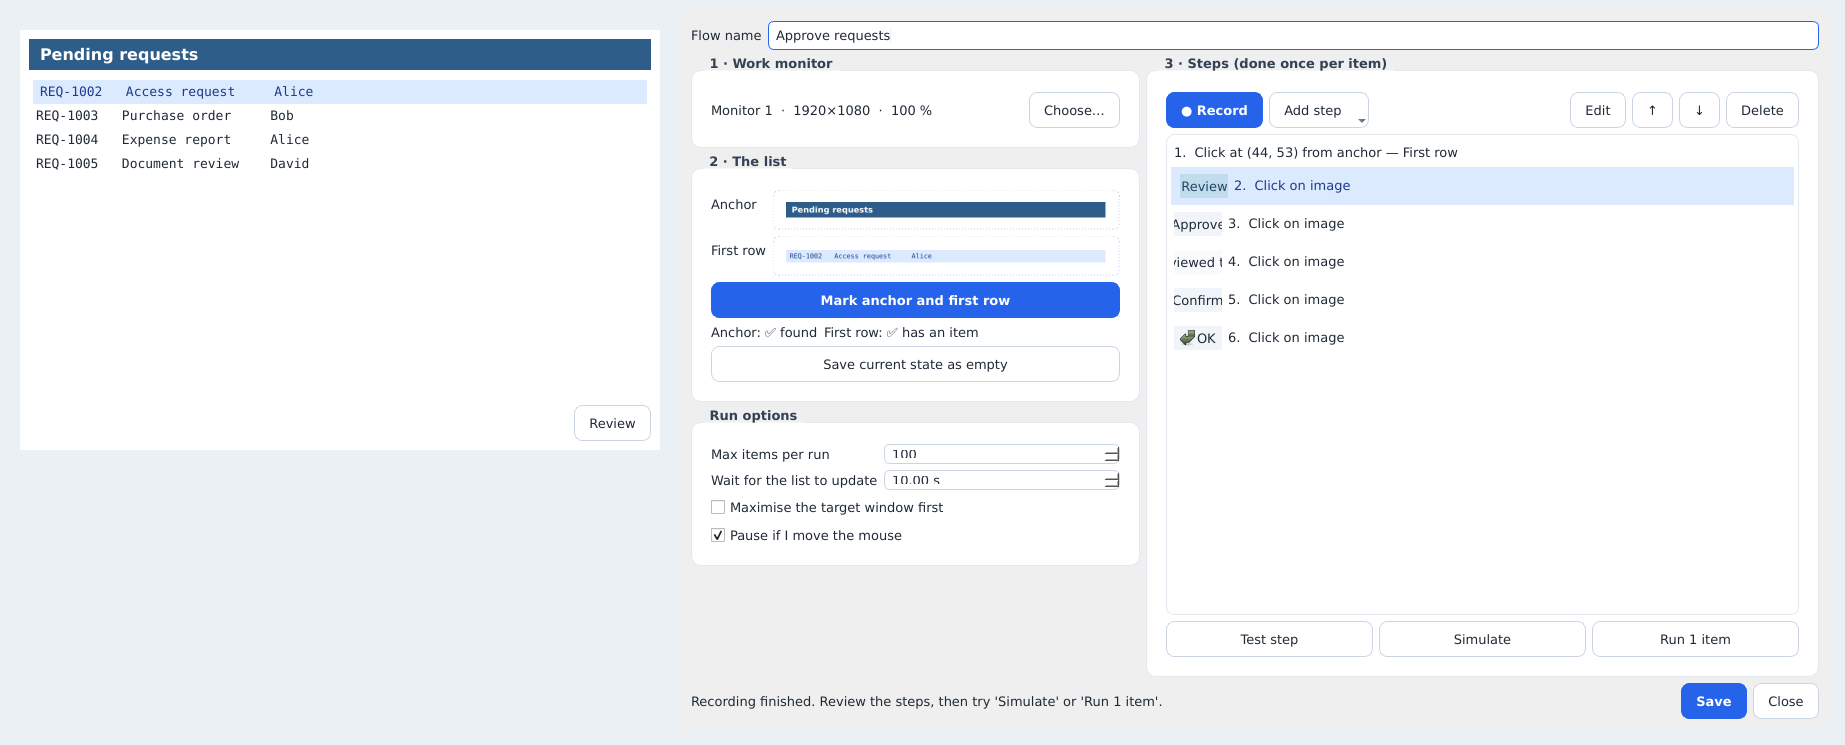 Pending requests
REQ-1002 Access request Alice
REQ-1003 Purchase order Bob
REQ-1004 Expense report Alice
REQ-1005 Document review David
Review
Flow name Approve requests
1 · Work monitor
Monitor 1 · 1920×1080 · 100 %
Choose...
2 · The list
Anchor
Pending requests
First row
REQ-1002 Access request Alice
Mark anchor and first row
Anchor: ✅ found First row: ✅ has an item
Save current state as empty
Run options
Max items per run 100
Wait for the list to update 10.00 s
Maximise the target window first
Pause if I move the mouse
3 · Steps (done once per item)
● Record
Add step
Edit
↑
↓
Delete
1. Click at (44, 53) from anchor — First row
Review 2. Click on image
Approve 3. Click on image
viewed t 4. Click on image
Confirm 5. Click on image
OK 6. Click on image
Test step
Simulate
Run 1 item
Recording finished. Review the steps, then try 'Simulate' or 'Run 1 item'.
Save
Close